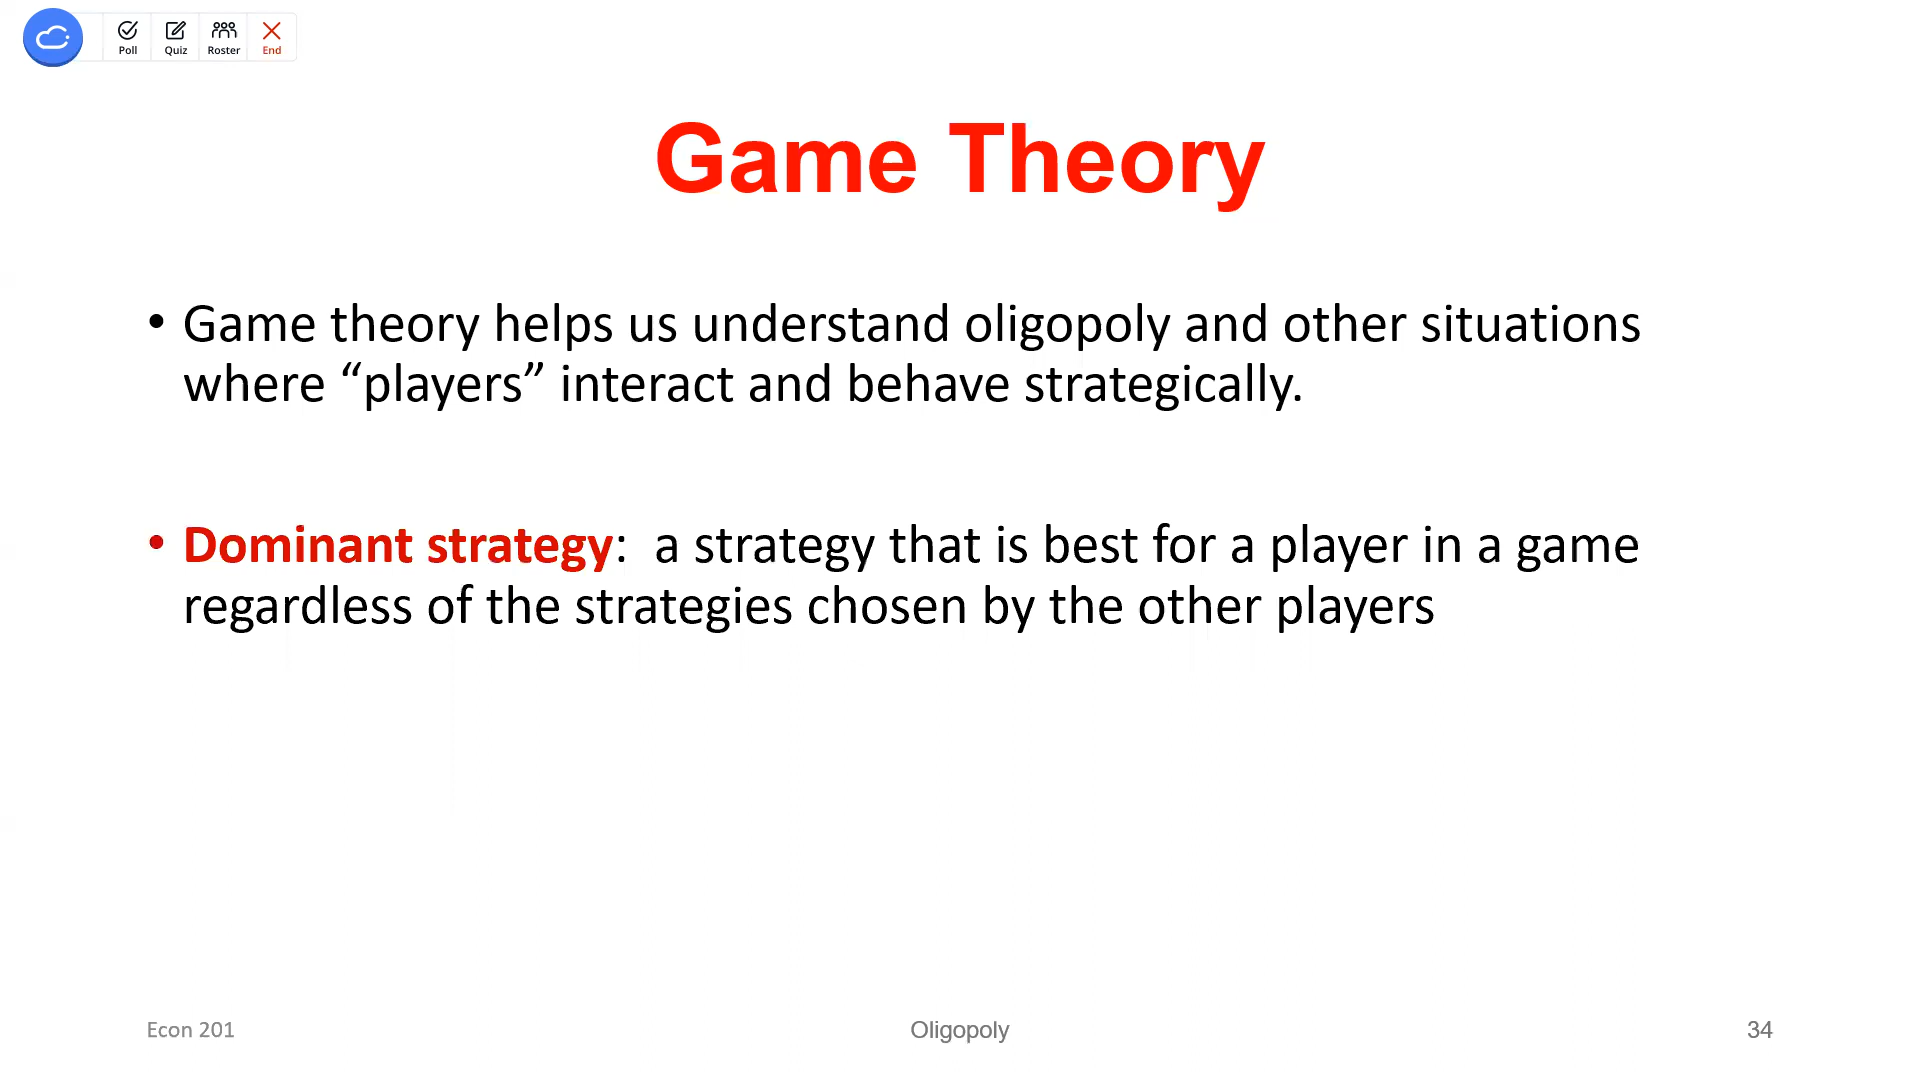 Poll Quiz Roster End
Game Theory
• Game theory helps us understand oligopoly and other situations
where “players” interact and behave strategically.
• Dominant strategy:  a strategy that is best for a player in a game
regardless of the strategies chosen by the other players
Econ 201 Oligopoly 34